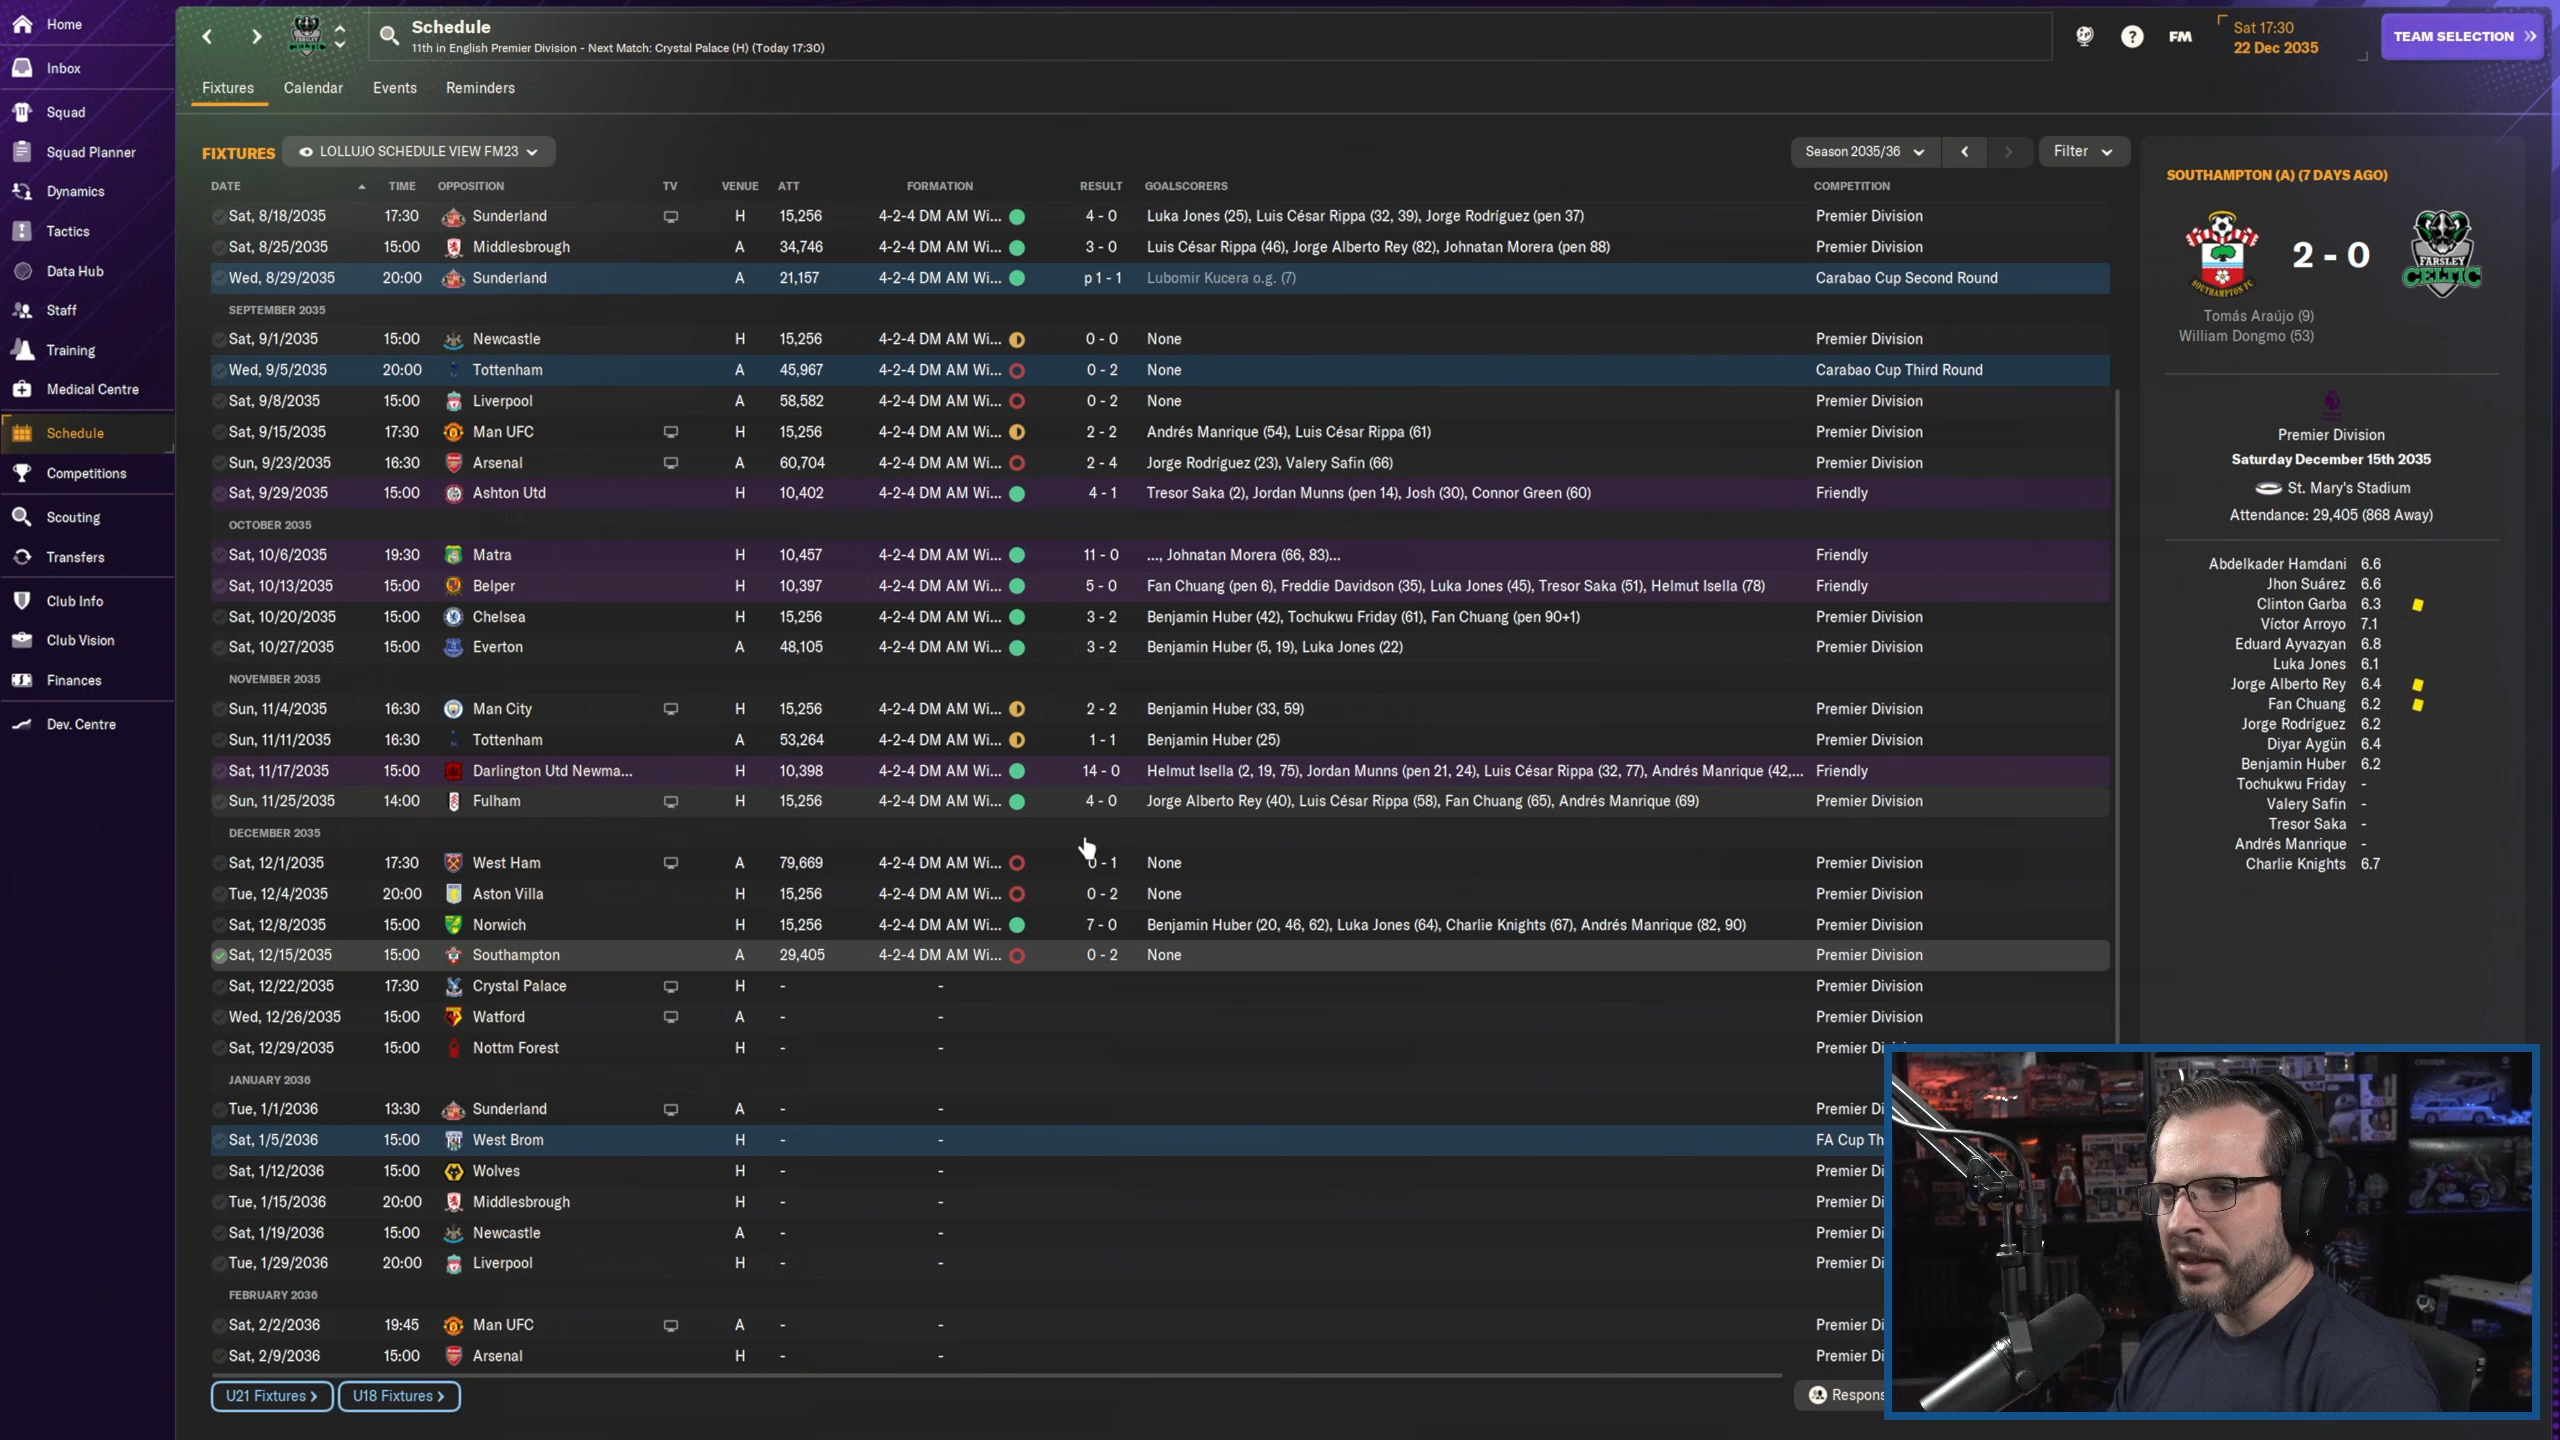 Home
Inbox
Squad
Squad Planner
Dynamics
Tactics
Data Hub
Staff
Training
Medical Centre
Schedule
Competitions
Scouting
Transfers
Club Info
Club Vision
Finances
Dev. Centre
Schedule
11th in English Premier Division - Next Match: Crystal Palace (H) (Today 17:30)
FM
Sat 17:30
22 Dec 2035
TEAM SELECTION
Fixtures Calendar Events Reminders
FIXTURES LOLLUJO SCHEDULE VIEW FM23 Season 2035/36 Filter
DATE TIME OPPOSITION TV VENUE ATT FORMATION RESULT GOALSCORERS COMPETITION
Sat, 8/18/2035 17:30 Sunderland H 15,256 4-2-4 DM AM Wi... 4 - 0 Luka Jones (25), Luis César Rippa (32, 39), Jorge Rodríguez (pen 37) Premier Division
Sat, 8/25/2035 15:00 Middlesbrough A 34,746 4-2-4 DM AM Wi... 3 - 0 Luis César Rippa (46), Jorge Alberto Rey (82), Johnatan Morera (pen 88) Premier Division
Wed, 8/29/2035 20:00 Sunderland A 21,157 4-2-4 DM AM Wi... p 1 - 1 Lubomir Kucera o.g. (7) Carabao Cup Second Round
SEPTEMBER 2035
Sat, 9/1/2035 15:00 Newcastle H 15,256 4-2-4 DM AM Wi... 0 - 0 None Premier Division
Wed, 9/5/2035 20:00 Tottenham A 45,967 4-2-4 DM AM Wi... 0 - 2 None Carabao Cup Third Round
Sat, 9/8/2035 15:00 Liverpool A 58,582 4-2-4 DM AM Wi... 0 - 2 None Premier Division
Sat, 9/15/2035 17:30 Man UFC H 15,256 4-2-4 DM AM Wi... 2 - 2 Andrés Manrique (54), Luis César Rippa (61) Premier Division
Sun, 9/23/2035 16:30 Arsenal A 60,704 4-2-4 DM AM Wi... 2 - 4 Jorge Rodríguez (23), Valery Safin (66) Premier Division
Sat, 9/29/2035 15:00 Ashton Utd H 10,402 4-2-4 DM AM Wi... 4 - 1 Tresor Saka (2), Jordan Munns (pen 14), Josh (30), Connor Green (60) Friendly
OCTOBER 2035
Sat, 10/6/2035 19:30 Matra H 10,457 4-2-4 DM AM Wi... 11 - 0 ..., Johnatan Morera (66, 83)... Friendly
Sat, 10/13/2035 15:00 Belper H 10,397 4-2-4 DM AM Wi... 5 - 0 Fan Chuang (pen 6), Freddie Davidson (35), Luka Jones (45), Tresor Saka (51), Helmut Isella (78) Friendly
Sat, 10/20/2035 15:00 Chelsea H 15,256 4-2-4 DM AM Wi... 3 - 2 Benjamin Huber (42), Tochukwu Friday (61), Fan Chuang (pen 90+1) Premier Division
Sat, 10/27/2035 15:00 Everton A 48,105 4-2-4 DM AM Wi... 3 - 2 Benjamin Huber (5, 19), Luka Jones (22) Premier Division
NOVEMBER 2035
Sun, 11/4/2035 16:30 Man City H 15,256 4-2-4 DM AM Wi... 2 - 2 Benjamin Huber (33, 59) Premier Division
Sun, 11/11/2035 16:30 Tottenham A 53,264 4-2-4 DM AM Wi... 1 - 1 Benjamin Huber (25) Premier Division
Sat, 11/17/2035 15:00 Darlington Utd Newma... H 10,398 4-2-4 DM AM Wi... 14 - 0 Helmut Isella (2, 19, 75), Jordan Munns (pen 21, 24), Luis César Rippa (32, 77), Andrés Manrique (42,... Friendly
Sun, 11/25/2035 14:00 Fulham H 15,256 4-2-4 DM AM Wi... 4 - 0 Jorge Alberto Rey (40), Luis César Rippa (58), Fan Chuang (65), Andrés Manrique (69) Premier Division
DECEMBER 2035
Sat, 12/1/2035 17:30 West Ham A 79,669 4-2-4 DM AM Wi... 0 - 1 None Premier Division
Tue, 12/4/2035 20:00 Aston Villa H 15,256 4-2-4 DM AM Wi... 0 - 2 None Premier Division
Sat, 12/8/2035 15:00 Norwich H 15,256 4-2-4 DM AM Wi... 7 - 0 Benjamin Huber (20, 46, 62), Luka Jones (64), Charlie Knights (67), Andrés Manrique (82, 90) Premier Division
Sat, 12/15/2035 15:00 Southampton A 29,405 4-2-4 DM AM Wi... 0 - 2 None Premier Division
Sat, 12/22/2035 17:30 Crystal Palace H - - Premier Division
Wed, 12/26/2035 15:00 Watford A - - Premier Division
Sat, 12/29/2035 15:00 Nottm Forest H - - Premier Di
JANUARY 2036
Tue, 1/1/2036 13:30 Sunderland A - - Premier Di
Sat, 1/5/2036 15:00 West Brom H - - FA Cup Th
Sat, 1/12/2036 15:00 Wolves H - - Premier Di
Tue, 1/15/2036 20:00 Middlesbrough H - - Premier Di
Sat, 1/19/2036 15:00 Newcastle A - - Premier Di
Tue, 1/29/2036 20:00 Liverpool H - - Premier Di
FEBRUARY 2036
Sat, 2/2/2036 19:45 Man UFC A - - Premier Di
Sat, 2/9/2036 15:00 Arsenal H - - Premier Di
U21 Fixtures U18 Fixtures Respons
SOUTHAMPTON (A) (7 DAYS AGO)
SOUTHAMPTON FC 2 - 0 FARSLEY CELTIC
Tomás Araújo (9)
William Dongmo (53)
Premier Division
Saturday December 15th 2035
St. Mary's Stadium
Attendance: 29,405 (868 Away)
Abdelkader Hamdani 6.6
Jhon Suárez 6.6
Clinton Garba 6.3
Víctor Arroyo 7.1
Eduard Ayvazyan 6.8
Luka Jones 6.1
Jorge Alberto Rey 6.4
Fan Chuang 6.2
Jorge Rodríguez 6.2
Diyar Aygün 6.4
Benjamin Huber 6.2
Tochukwu Friday -
Valery Safin -
Tresor Saka -
Andrés Manrique -
Charlie Knights 6.7